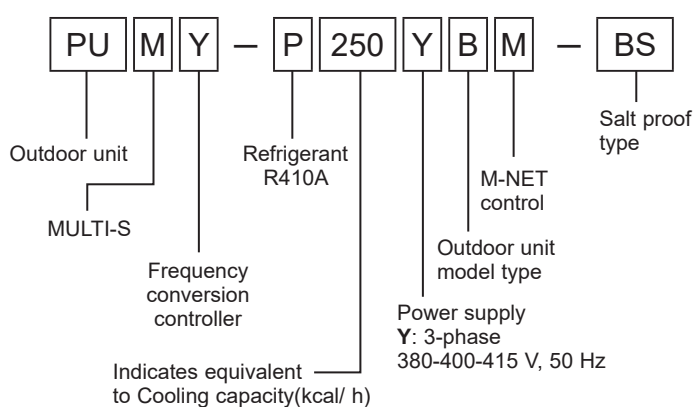 PU M Y – P 250 Y B M – BS
Salt proof
type
Outdoor unit
Refrigerant
R410A
M-NET
control
MULTI-S
Outdoor unit
model type
Frequency
conversion
controller
Power supply
Y: 3-phase
380-400-415 V, 50 Hz
Indicates equivalent
to Cooling capacity(kcal/ h)